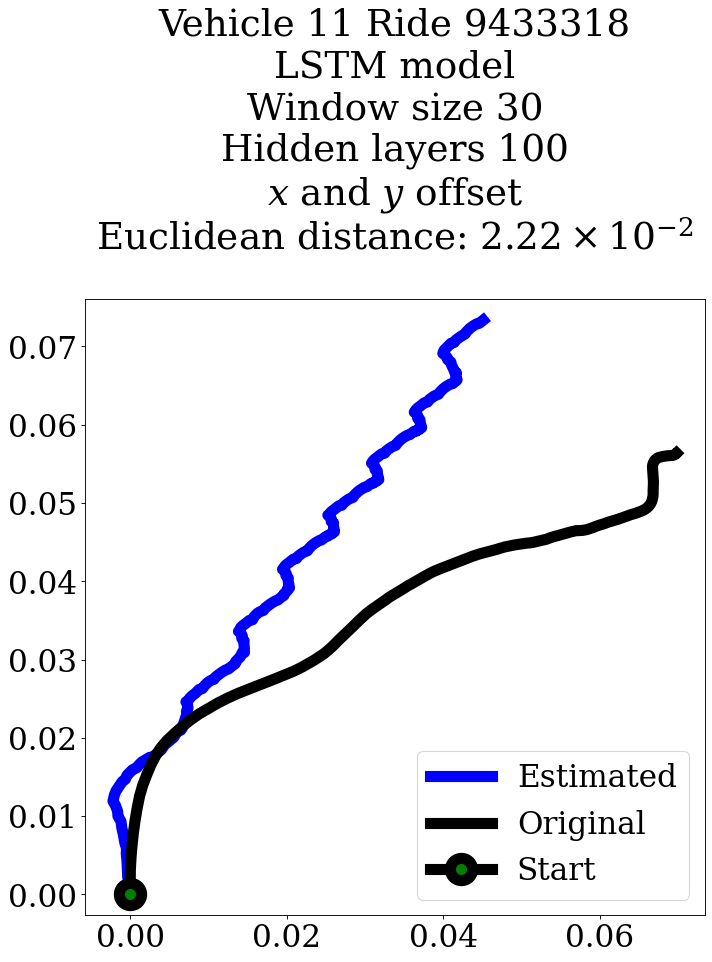 Vehicle 11 Ride 9433318
LSTM model
Window size 30
Hidden layers 100
x and y offset
Euclidean distance: 2.22 × 10⁻²
0.07
0.06
0.05
0.04
0.03
0.02
0.01
0.00
Estimated
Original
Start
0.00 0.02 0.04 0.06